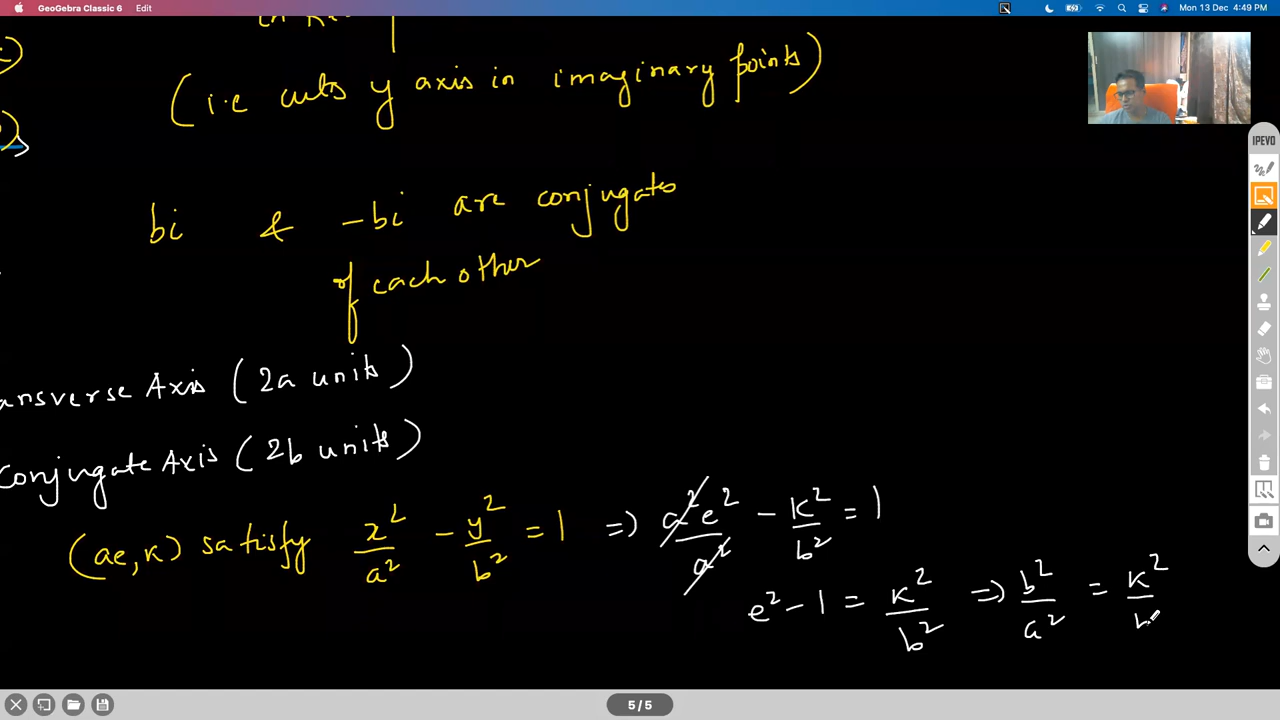 GeoGebra Classic 6 Edit Mon 13 Dec 4:49 PM
(i.e cuts y axis in imaginary points)
IPEVO
bi & -bi are conjugates
of each other
ansverse Axis (2a units)
Conjugate Axis (2b units)
(ae, k) satisfy x²/a² - y²/b² = 1 => a²e²/a² - k²/b² = 1
e² - 1 = k²/b² => b²/a² = k²/
5/5